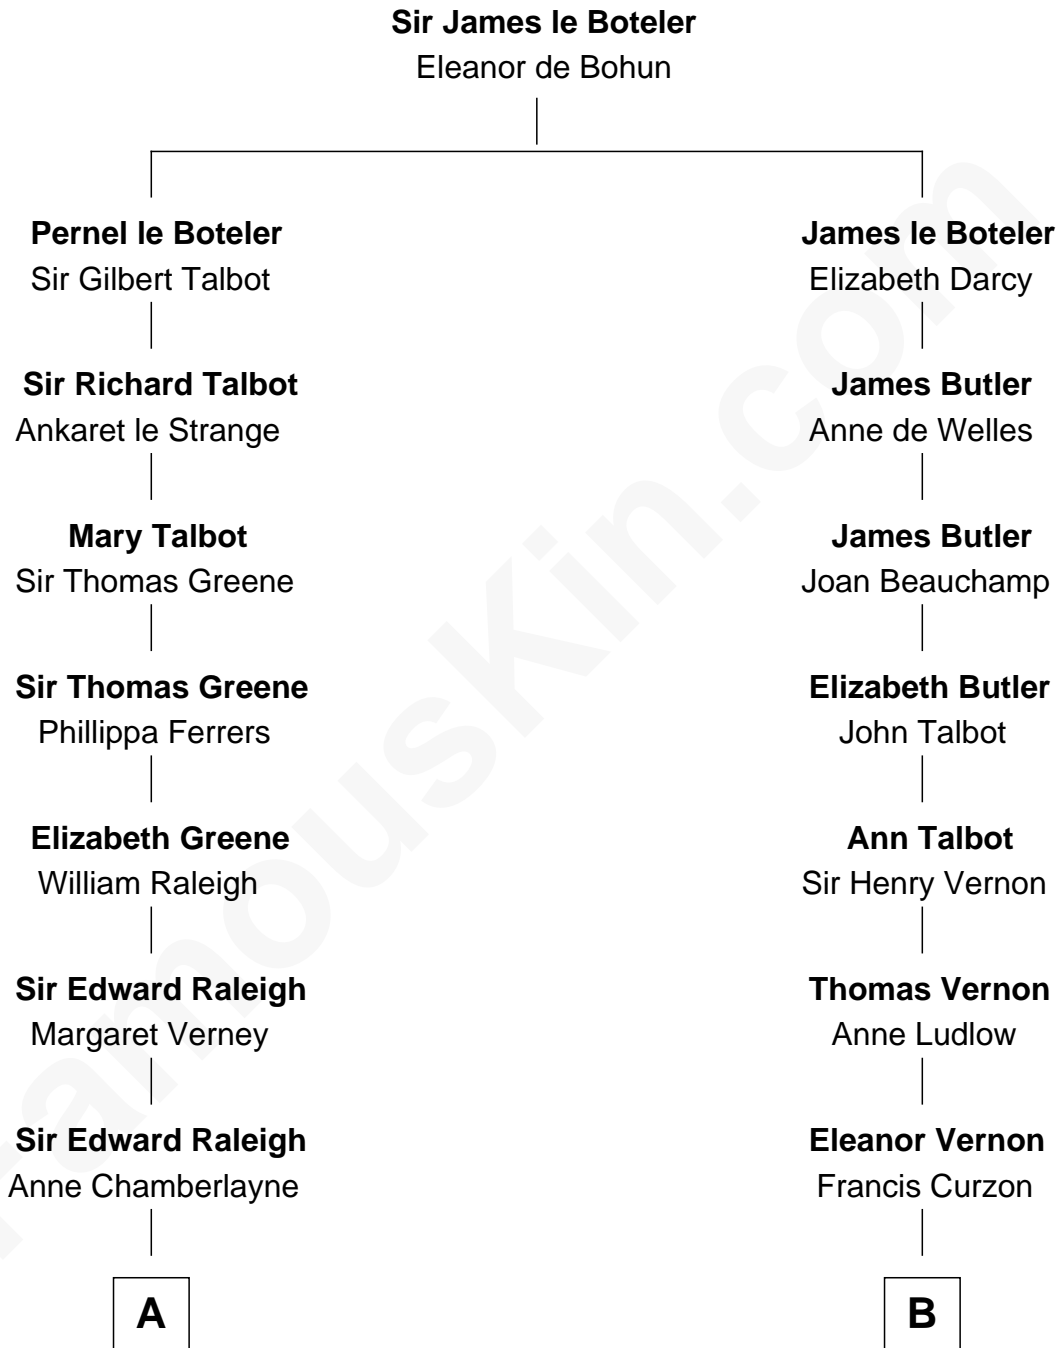 Sir James le Boteler
Eleanor de Bohun
Pernel le Boteler
Sir Gilbert Talbot
James le Boteler
Elizabeth Darcy
Sir Richard Talbot
Ankaret le Strange
James Butler
Anne de Welles
Mary Talbot
Sir Thomas Greene
James Butler
Joan Beauchamp
Sir Thomas Greene
Phillippa Ferrers
Elizabeth Butler
John Talbot
Elizabeth Greene
William Raleigh
Ann Talbot
Sir Henry Vernon
Sir Edward Raleigh
Margaret Verney
Thomas Vernon
Anne Ludlow
Sir Edward Raleigh
Anne Chamberlayne
Eleanor Vernon
Francis Curzon
A
B
FamousKin.com